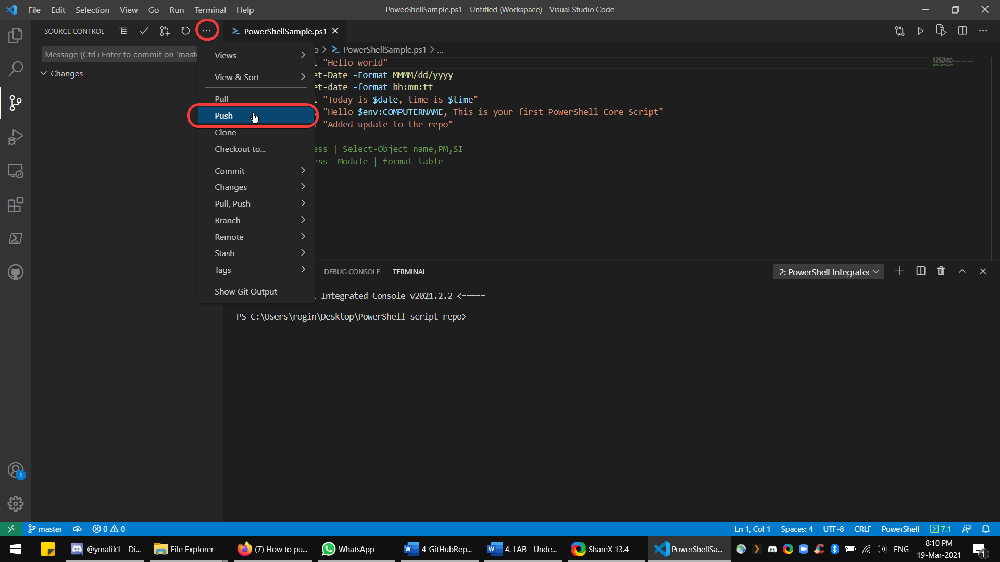 File Edit Selection View Go Run Terminal Help
PowerShellSample.ps1 - Untitled (Workspace) - Visual Studio Code
SOURCE CONTROL
PowerShellSample.ps1
Message (Ctrl+Enter to commit on 'maste
Changes
Views
View & Sort
Pull
Push
Clone
Checkout to...
Commit
Changes
Pull, Push
Branch
Remote
Stash
Tags
Show Git Output
o > PowerShellSample.ps1 > ...
t "Hello world"
et-Date -Format MMMM/dd/yyyy
et-date -format hh:mm:tt
t "Today is $date, time is $time"
t "Hello $env:COMPUTERNAME, This is your first PowerShell Core Script"
t "Added update to the repo"
ess | Select-Object name,PM,SI
ess -Module | format-table
DEBUG CONSOLE TERMINAL
2: PowerShell Integrated
Integrated Console v2021.2.2 <=====
PS C:\Users\rogin\Desktop\PowerShell-script-repo>
1
master 0 0
Ln 1, Col 1 Spaces: 4 UTF-8 CRLF PowerShell 7.1
@ymalik1 - Di... File Explorer (7) How to pu... WhatsApp 4_GitHubRep... 4. LAB - Unde... ShareX 13.4 PowerShellSa... ENG
8:10 PM
19-Mar-2021
1